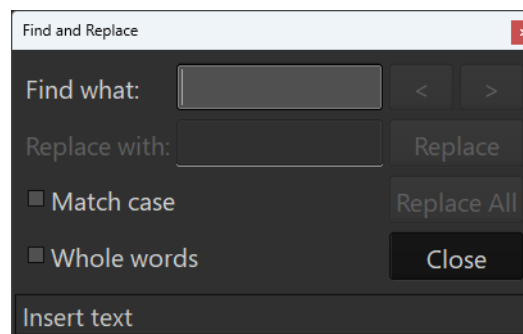 Find and Replace
Find what:
< >
Replace with:
Replace
Match case
Replace All
Whole words
Close
Insert text